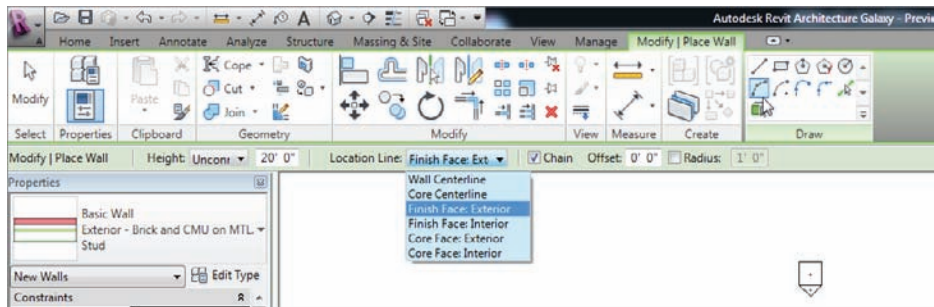 Autodesk Revit Architecture Galaxy - Previe
Home Insert Annotate Analyze Structure Massing & Site Collaborate View Manage Modify | Place Wall
Modify
Paste
Cope
Cut
Join
Select Properties Clipboard Geometry Modify View Measure Create Draw
Modify | Place Wall Height: Unconr 20' 0" Location Line: Finish Face: Ext Chain Offset: 0' 0" Radius: 1' 0"
Wall Centerline
Core Centerline
Finish Face: Exterior
Finish Face: Interior
Core Face: Exterior
Core Face: Interior
Properties
Basic Wall
Exterior - Brick and CMU on MTL.
Stud
New Walls Edit Type
Constraints